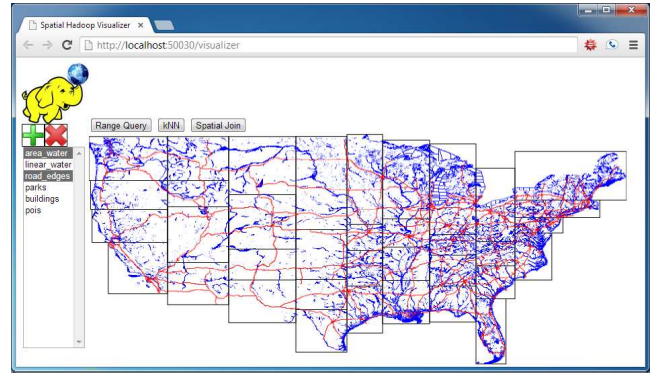 Spatial Hadoop Visualizer
http://localhost:50030/visualizer
Range Query kNN Spatial Join
area_water
linear_water
road_edges
parks
buildings
pois